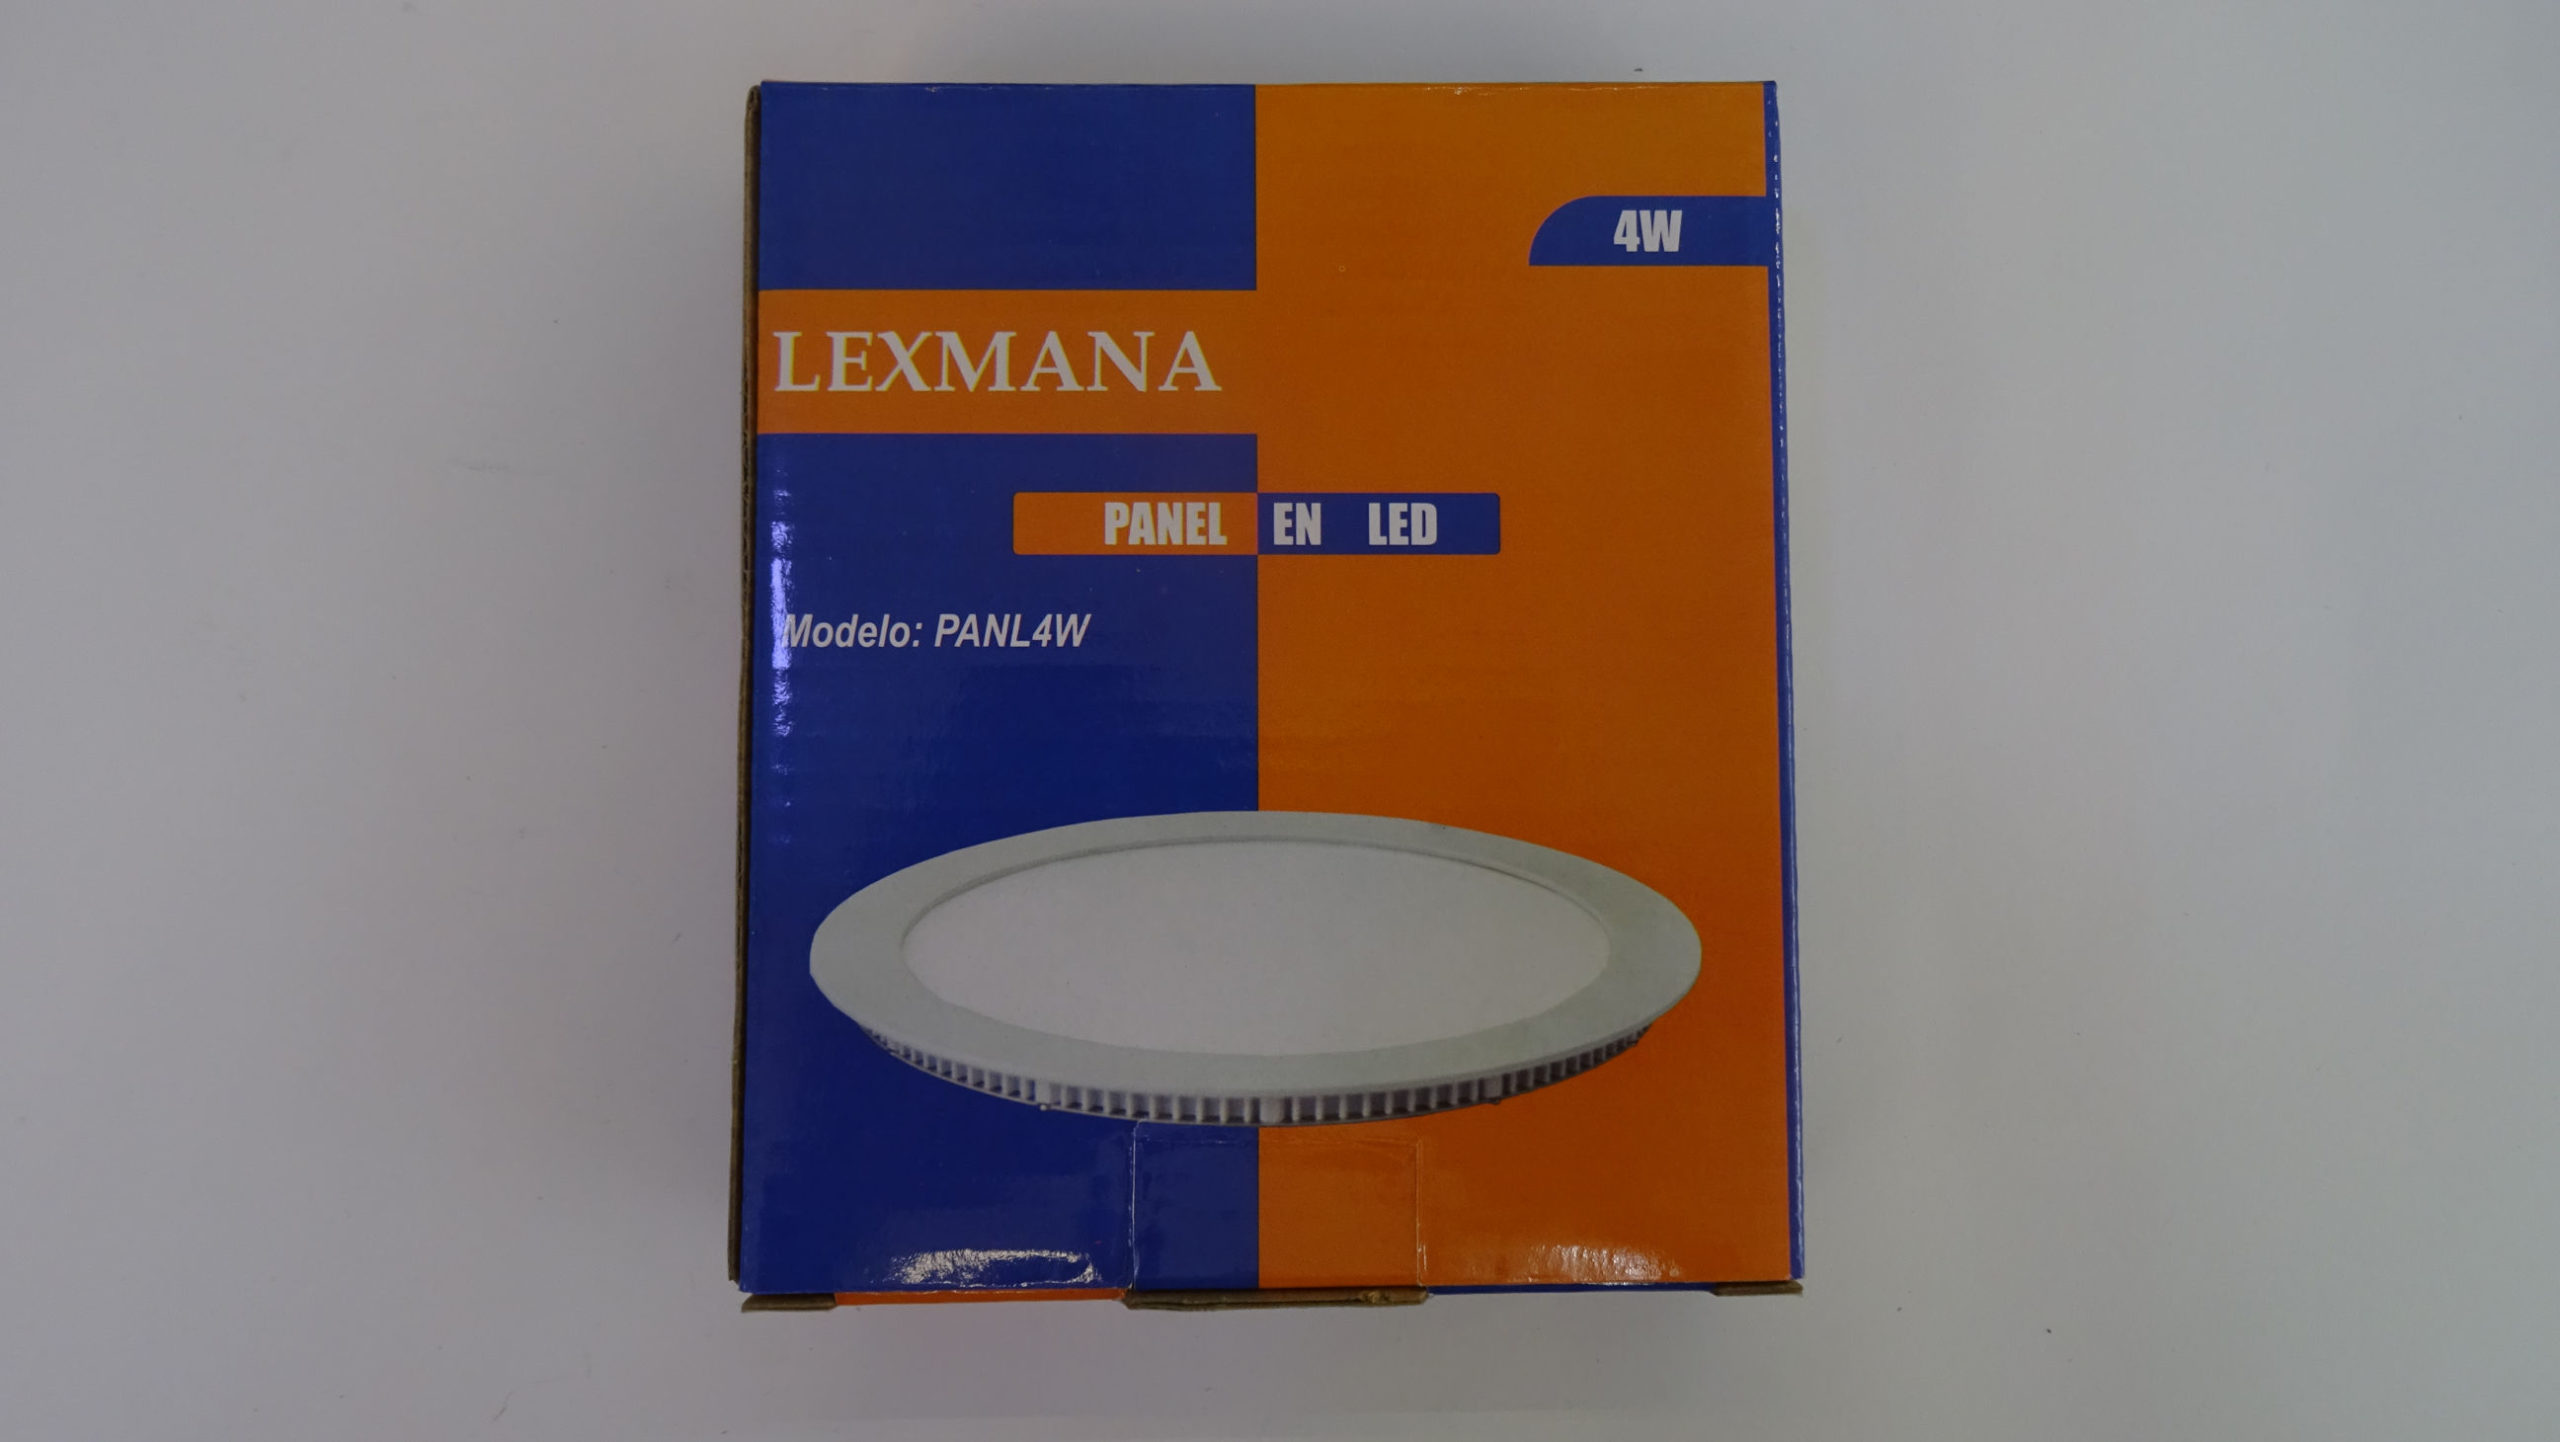 4W
LEXMANA
PANEL EN LED
Modelo: PANL4W